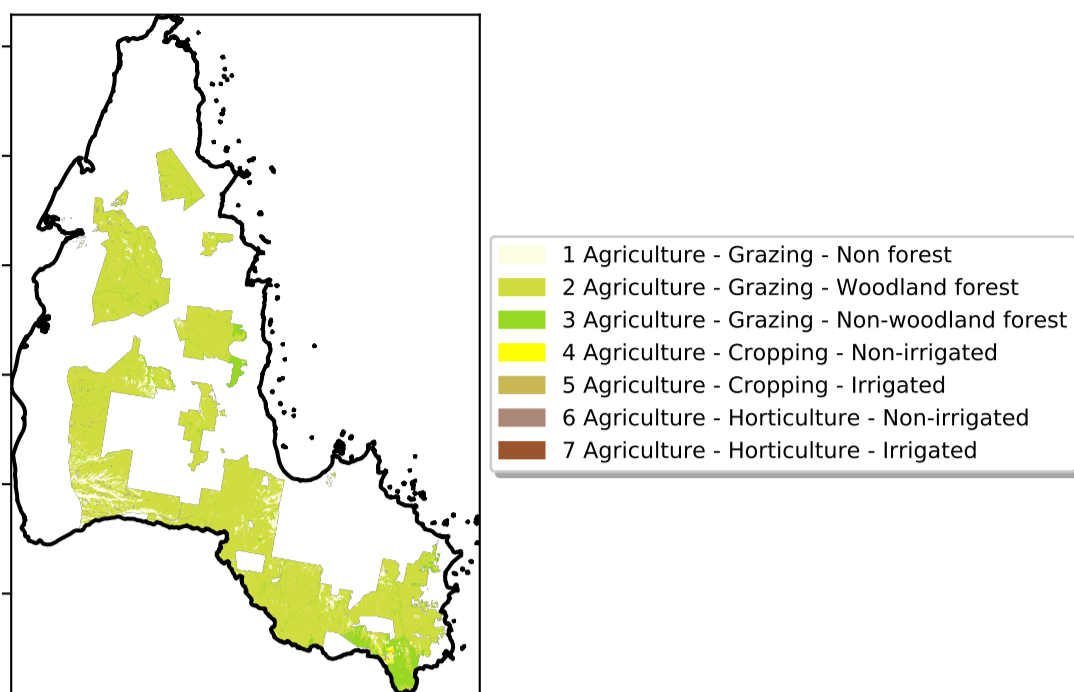 1 Agriculture - Grazing - Non forest
2 Agriculture - Grazing - Woodland forest
3 Agriculture - Grazing - Non-woodland forest
4 Agriculture - Cropping - Non-irrigated
5 Agriculture - Cropping - Irrigated
6 Agriculture - Horticulture - Non-irrigated
7 Agriculture - Horticulture - Irrigated